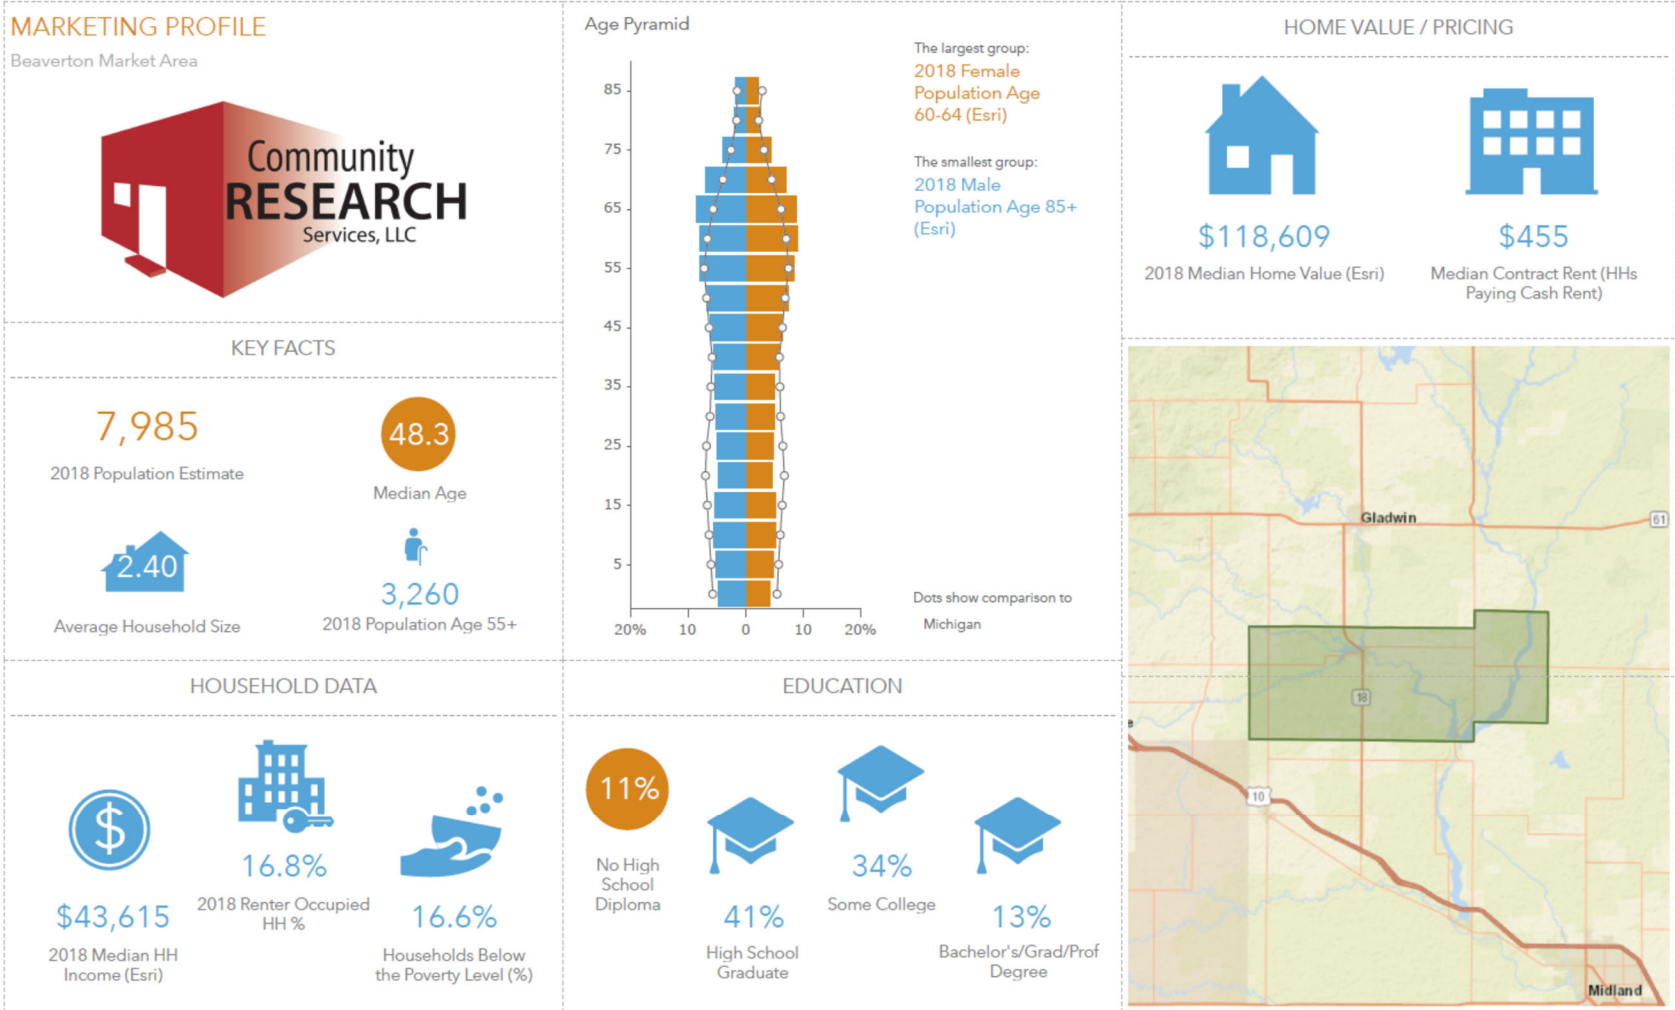 MARKETING PROFILE
Beaverton Market Area
Community
RESEARCH
Services, LLC
KEY FACTS
7,985
2018 Population Estimate
48.3
Median Age
2.40
Average Household Size
3,260
2018 Population Age 55+
HOUSEHOLD DATA
$
$43,615
2018 Median HH
Income (Esri)
16.8%
2018 Renter Occupied
HH %
16.6%
Households Below
the Poverty Level (%)
Age Pyramid
85
75
65
55
45
35
25
15
5
20% 10 0 10 20%
The largest group:
2018 Female
Population Age
60-64 (Esri)
The smallest group:
2018 Male
Population Age 85+
(Esri)
Dots show comparison to
Michigan
EDUCATION
11%
No High
School
Diploma
41%
High School
Graduate
34%
Some College
13%
Bachelor's/Grad/Prof
Degree
HOME VALUE / PRICING
$118,609
2018 Median Home Value (Esri)
$455
Median Contract Rent (HHs
Paying Cash Rent)
Gladwin
61
18
e
10
Midland